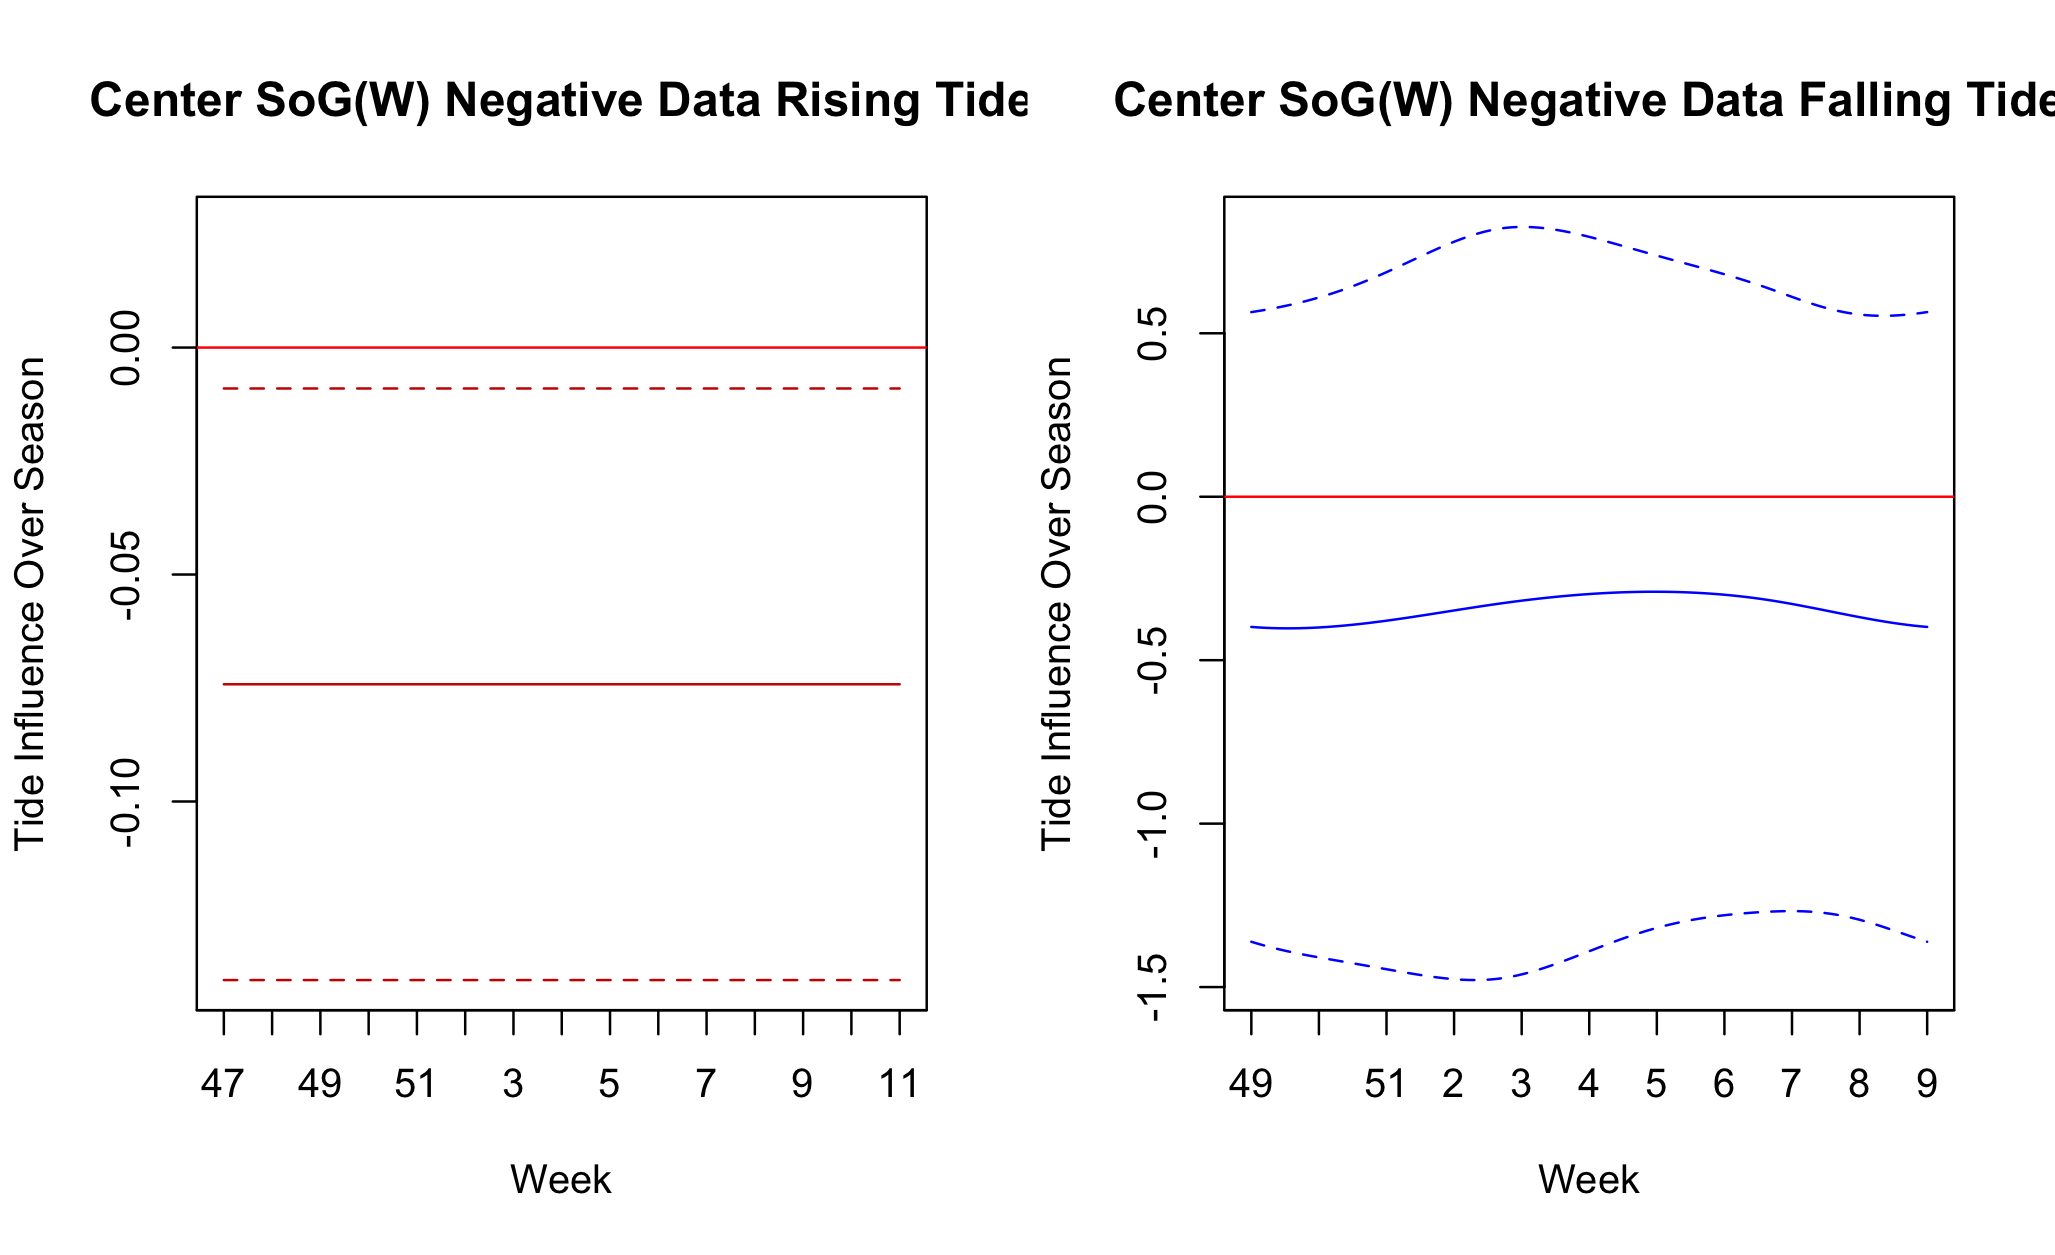 Center SoG(W) Negative Data Rising Tide
Tide Influence Over Season
0.00
-0.05
-0.10
47 49 51 3 5 7 9 11
Week
Center SoG(W) Negative Data Falling Tide
Tide Influence Over Season
0.5
0.0
-0.5
-1.0
-1.5
49 51 2 3 4 5 6 7 8 9
Week